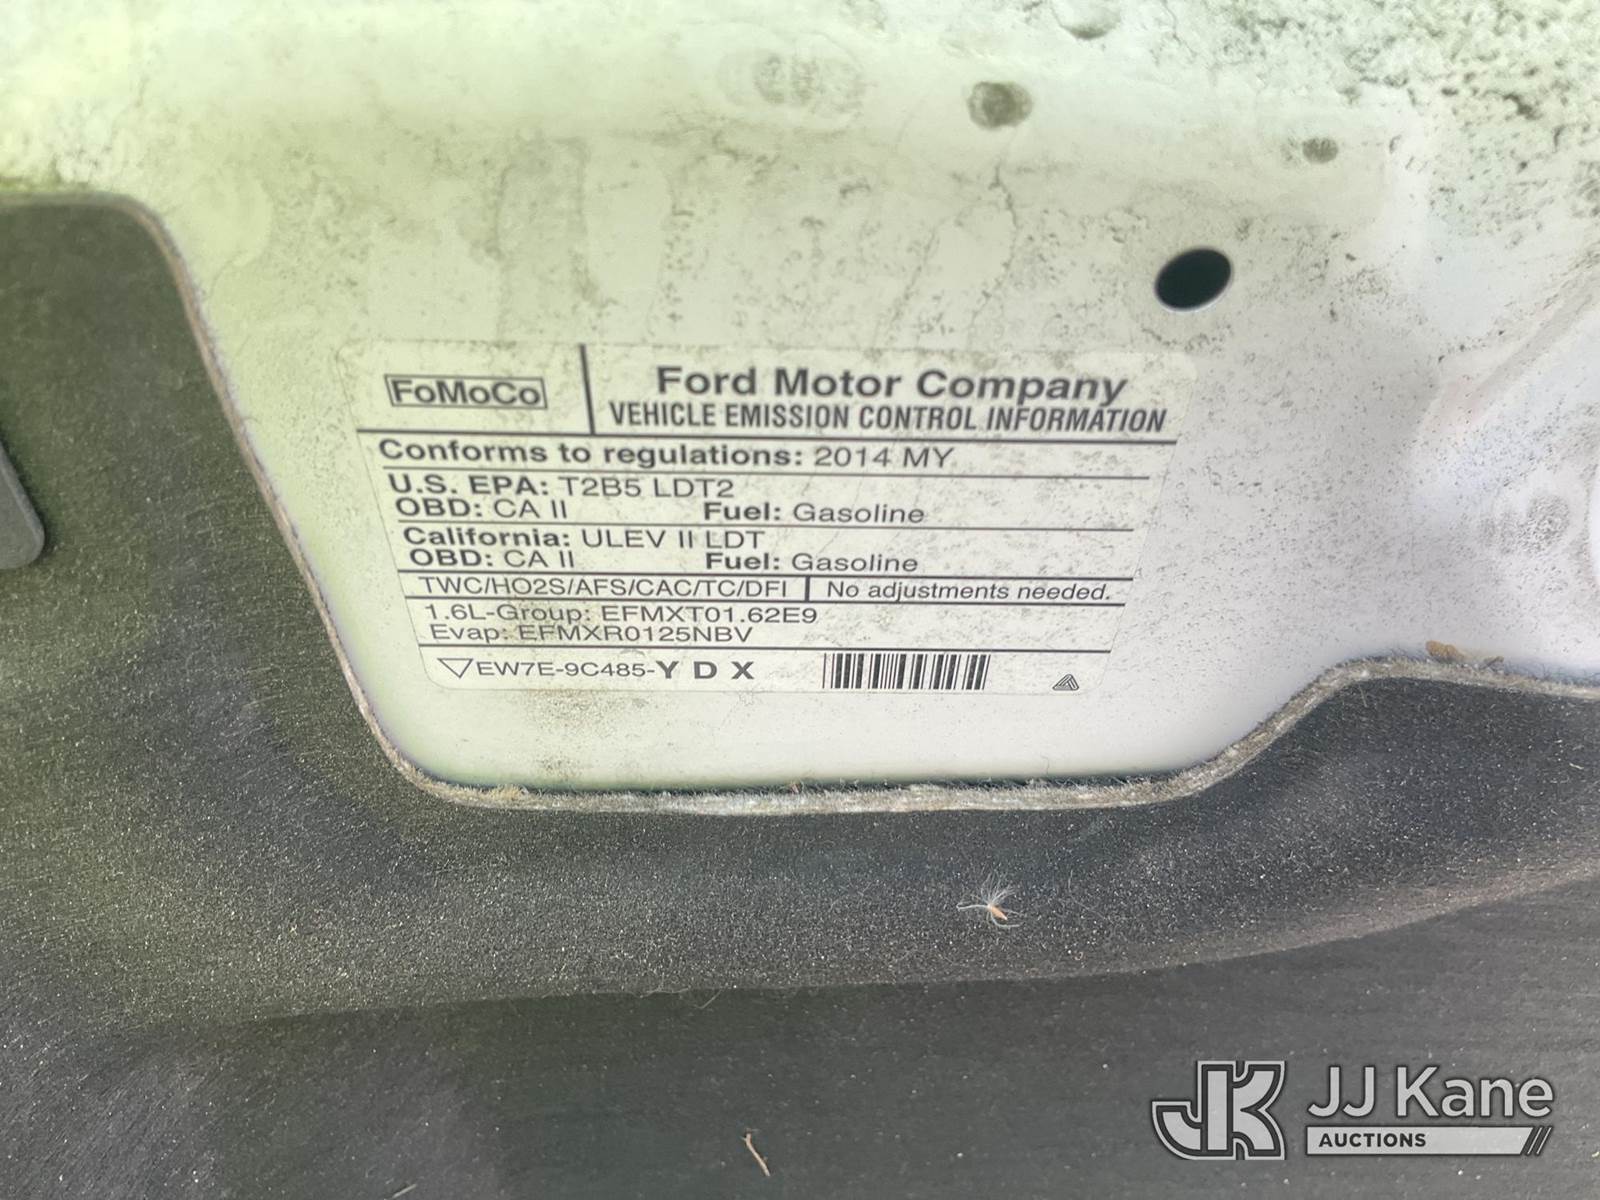 FoMoCo
Ford Motor Company
VEHICLE EMISSION CONTROL INFORMATION
Conforms to regulations: 2014 MY
U.S. EPA: T2B5 LDT2
OBD: CA II Fuel: Gasoline
California: ULEV II LDT
OBD: CA II Fuel: Gasoline
TWC/HO2S/AFS/CAC/TC/DFI No adjustments needed.
1.6L-Group: EFMXT01.62E9
Evap: EFMXR0125NBV
EW7E-9C485-Y D X
JK JJ Kane
AUCTIONS